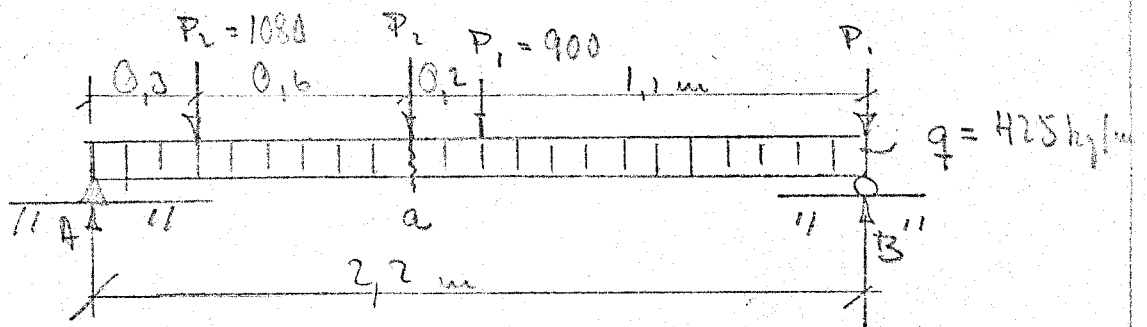 P₂ = 1080 P₂ P₁ = 900 P₁
0,3 0,6 0,2 1,1 m
q = 425 kg/m
A a B
2,2 m